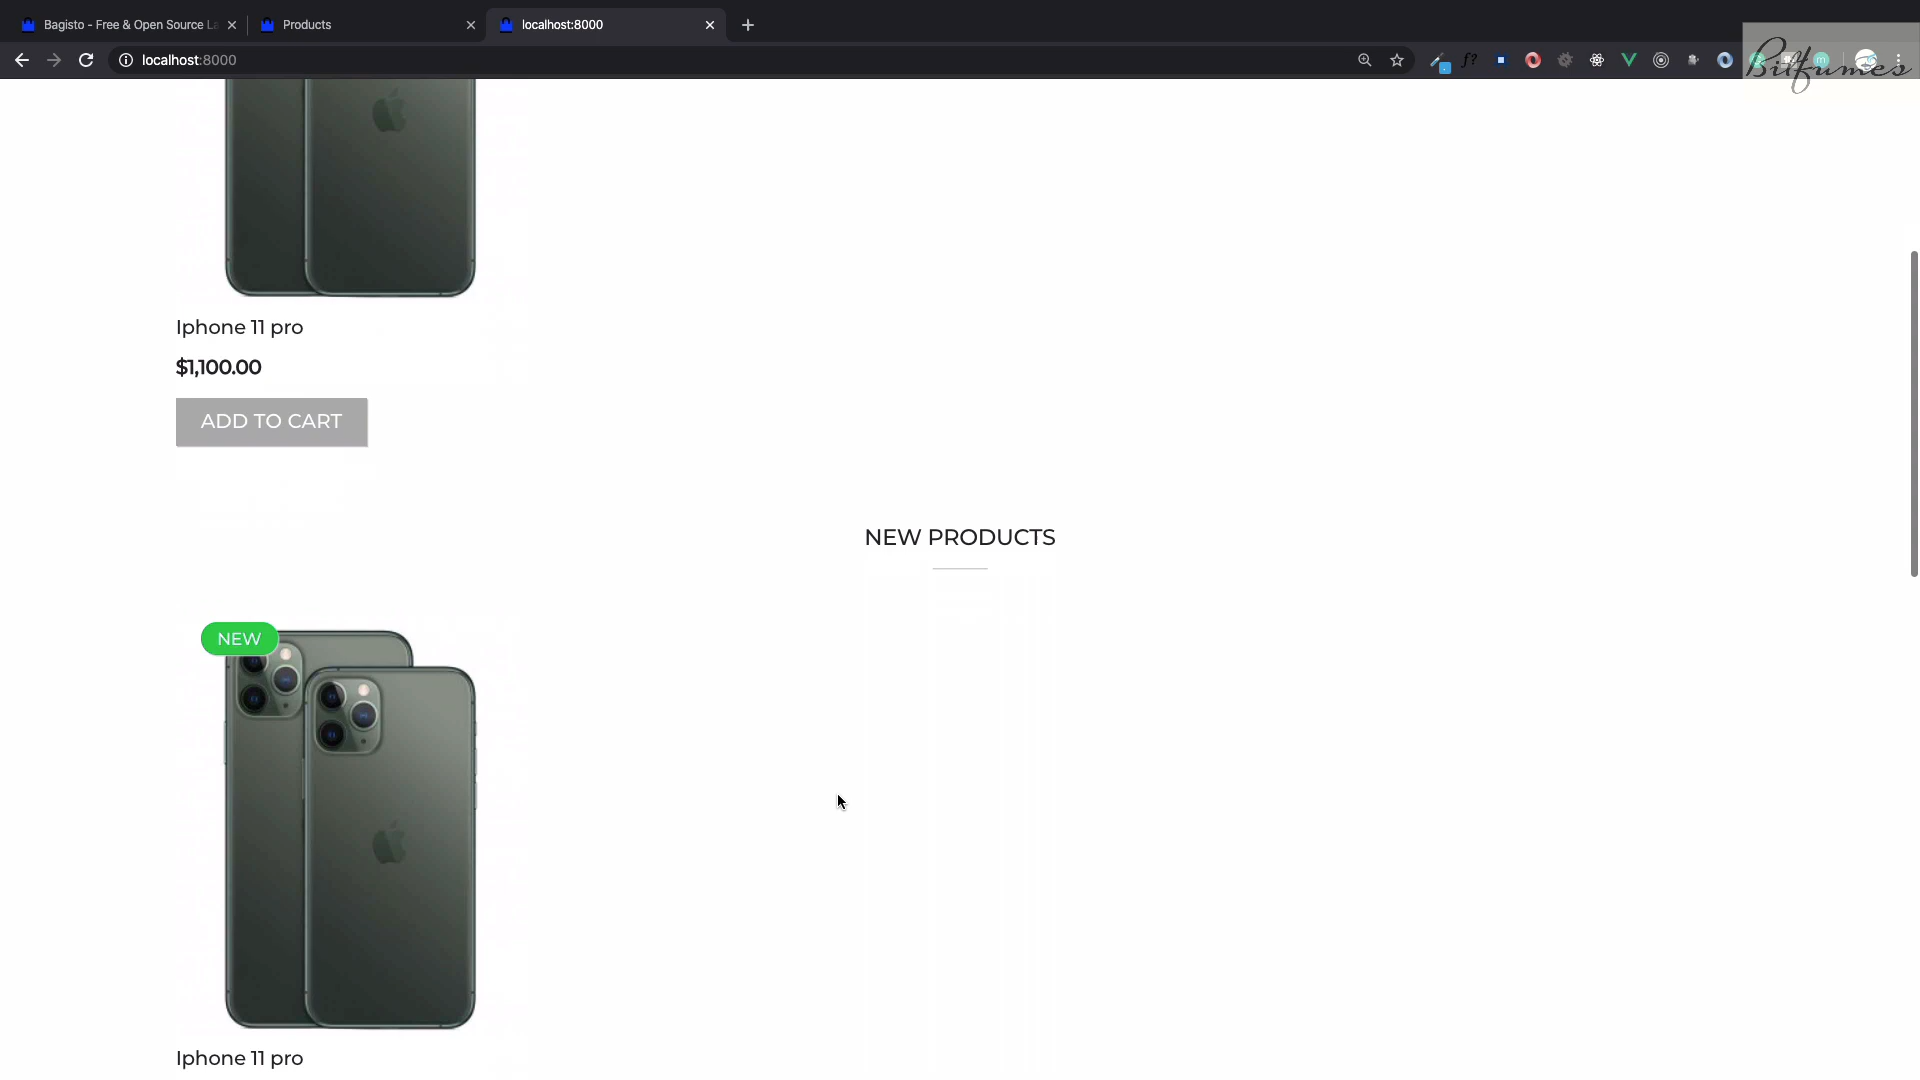 Bagisto - Free & Open Source La
Products
localhost:8000
localhost:8000
f?
m
Bitfumes
Iphone 11 pro
$1,100.00
ADD TO CART
NEW PRODUCTS
NEW
Iphone 11 pro